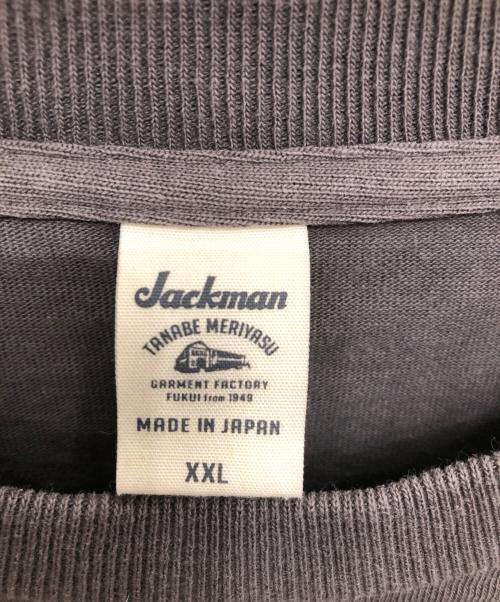 Jackman
TANABE MERIYASU
GARMENT FACTORY
FUKUI from 1949
MADE IN JAPAN
XXL